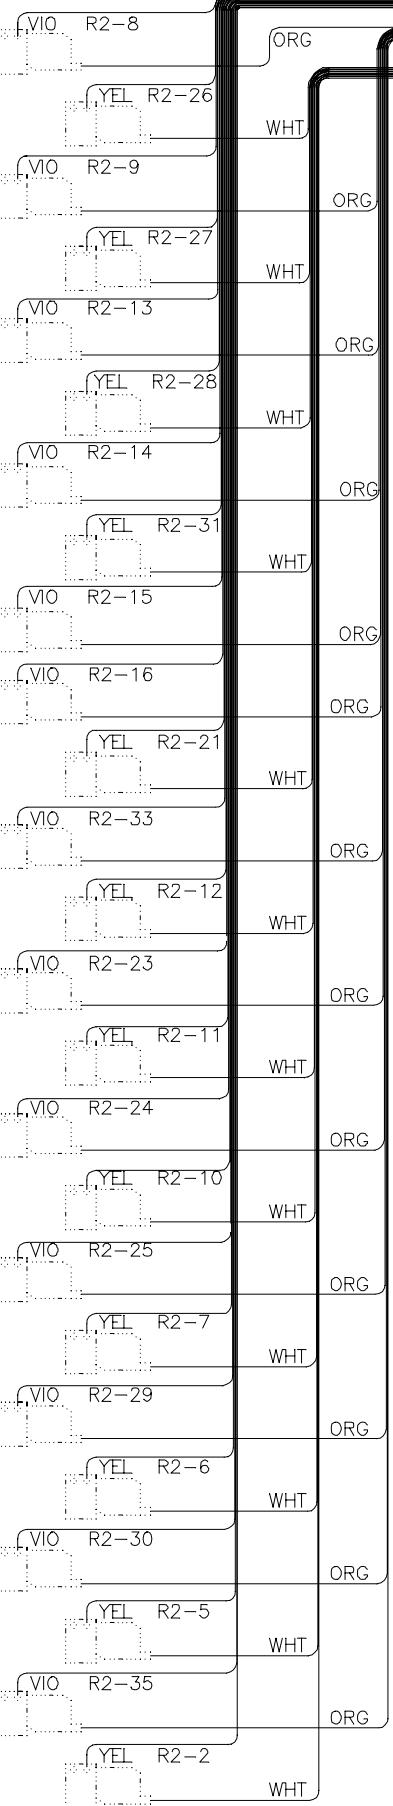 VIO R2-8
ORG
YEL R2-26
WHT
VIO R2-9
ORG
YEL R2-27
WHT
VIO R2-13
ORG
YEL R2-28
WHT
VIO R2-14
ORG
YEL R2-31
WHT
VIO R2-15
ORG
VIO R2-16
ORG
YEL R2-21
WHT
VIO R2-33
ORG
YEL R2-12
WHT
VIO R2-23
ORG
YEL R2-11
WHT
VIO R2-24
ORG
YEL R2-10
WHT
VIO R2-25
ORG
YEL R2-7
WHT
VIO R2-29
ORG
YEL R2-6
WHT
VIO R2-30
ORG
YEL R2-5
WHT
VIO R2-35
ORG
YEL R2-2
WHT